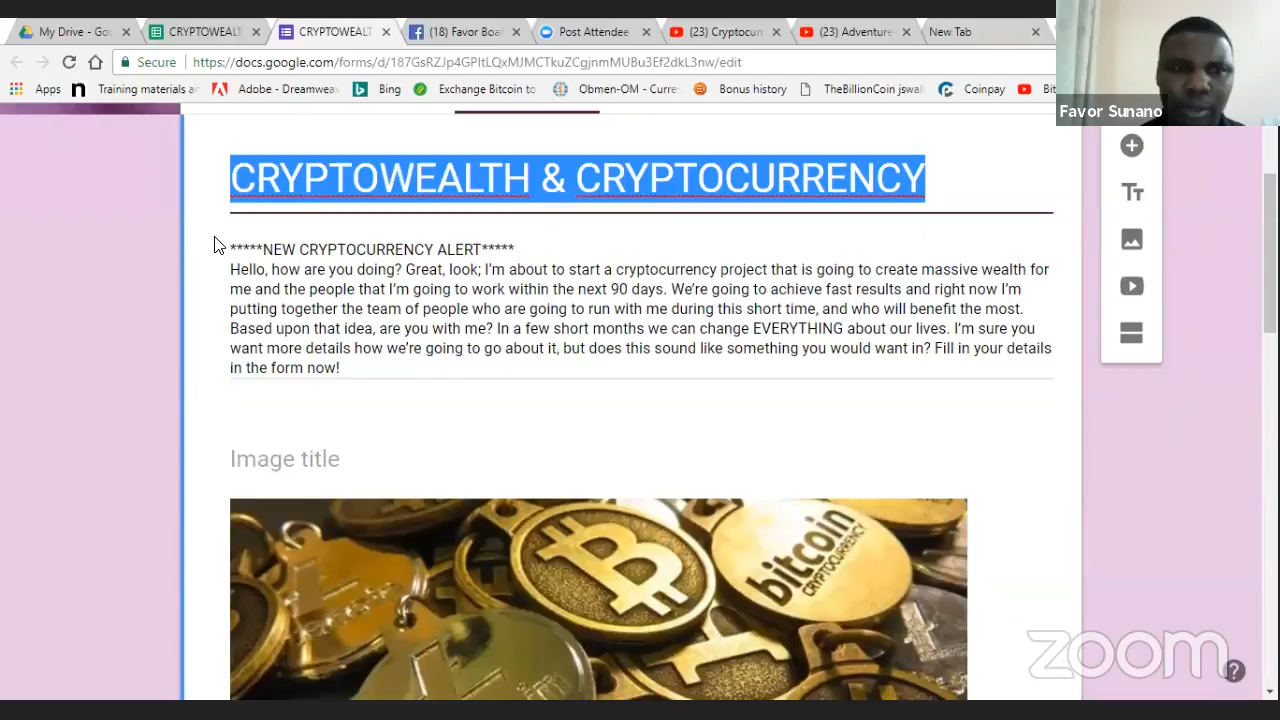 My Drive - Goo
CRYPTOWEALT
CRYPTOWEALT
(18) Favor Boa
Post Attendee
(23) Cryptocur
(23) Adventure
New Tab
Secure
https://docs.google.com/forms/d/187GsRZJp4GPItLQxMJMCTkuZCgjnmMUBu3Ef2dkL3nw/edit
Apps
Training materials a
Adobe - Dreamwea
Bing
Exchange Bitcoin to
Obmen-OM - Curre
Bonus history
TheBillionCoin jswal
Coinpay
Bi
Favor Sunano
CRYPTOWEALTH & CRYPTOCURRENCY
*****NEW CRYPTOCURRENCY ALERT*****
Hello, how are you doing? Great, look; I'm about to start a cryptocurrency project that is going to create massive wealth for
me and the people that I'm gong to work within the next 90 days. We're going to achieve fast results and right now I'm
putting together the team of people who are going to run with me during this short time, and who will benefit the most.
Based upon that idea, are you with me? In a few short months we can change EVERYTHING about our lives. I'm sure you
want more details how we're going to go about it, but does this sound like something you would want in? Fill in your details
in the form now!
Image title
bitcoin
CRYPTOCURRENCY
zoom